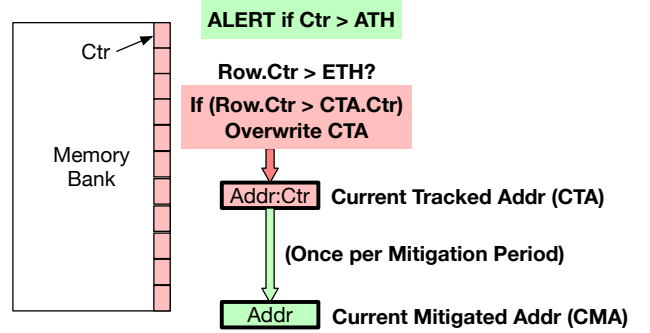 ALERT if Ctr > ATH
Ctr
Row.Ctr > ETH?
If (Row.Ctr > CTA.Ctr)
Overwrite CTA
Memory
Bank
Addr:Ctr
Current Tracked Addr (CTA)
(Once per Mitigation Period)
Addr
Current Mitigated Addr (CMA)